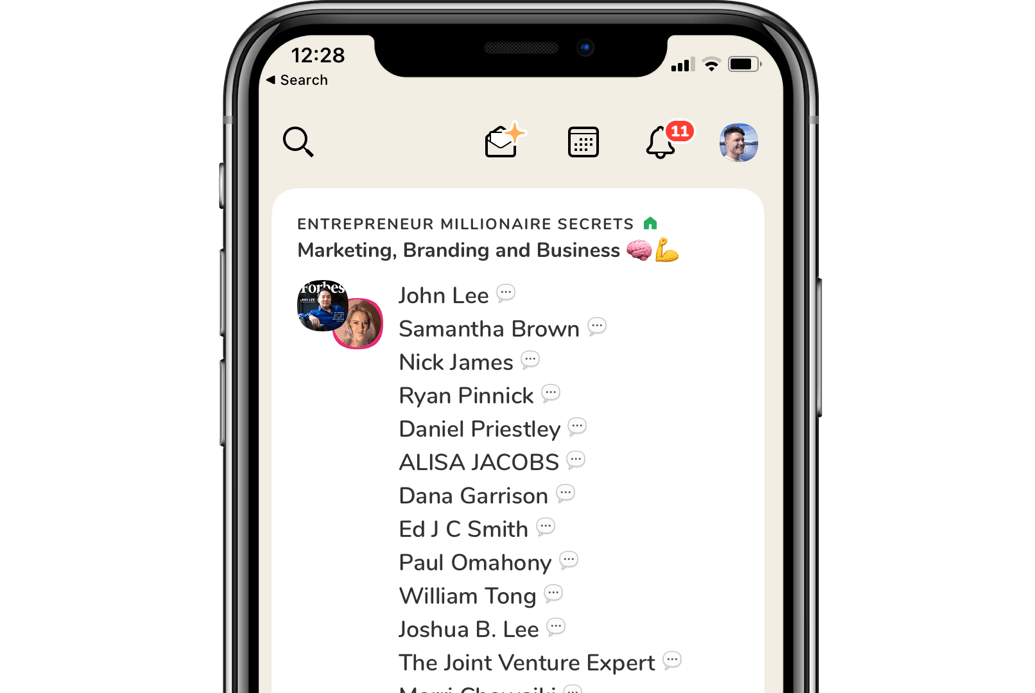 12:28
◀ Search
11
ENTREPRENEUR MILLIONAIRE SECRETS
Marketing, Branding and Business 🧠💪
Forbes
John Lee 💬
Samantha Brown 💬
Nick James 💬
Ryan Pinnick 💬
Daniel Priestley 💬
ALISA JACOBS 💬
Dana Garrison 💬
Ed J C Smith 💬
Paul Omahony 💬
William Tong 💬
Joshua B. Lee 💬
The Joint Venture Expert 💬